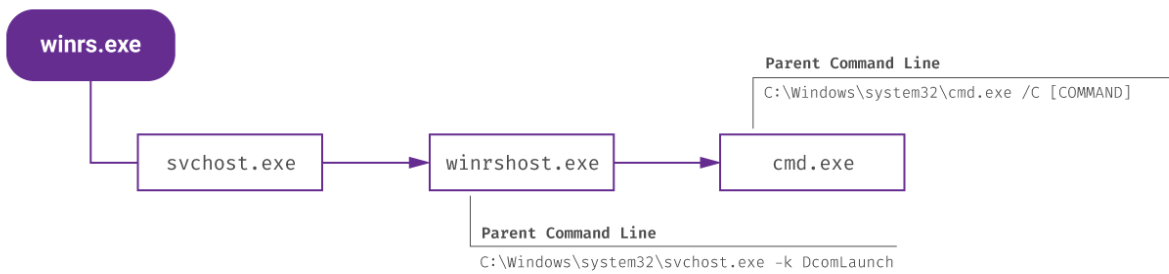 winrs.exe
Parent Command Line
C:\Windows\system32\cmd.exe /C [COMMAND]
svchost.exe
winrshost.exe
cmd.exe
Parent Command Line
C:\Windows\system32\svchost.exe -k DcomLaunch